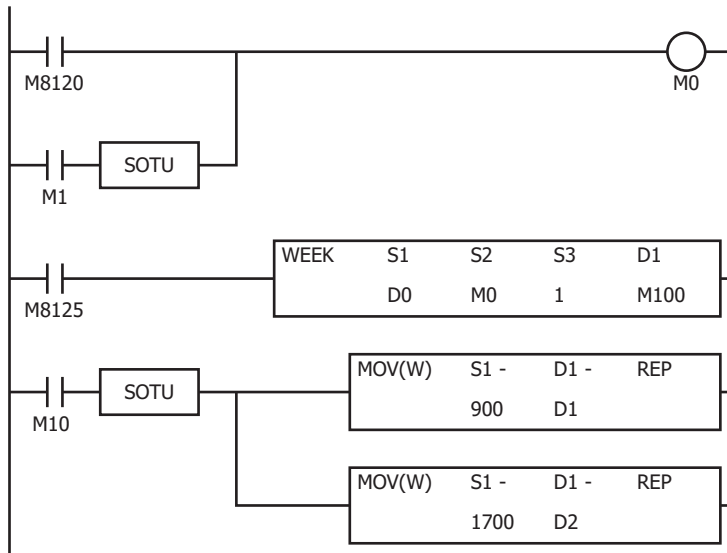 M8120
M0
SOTU
M1
WEEK S1 S2 S3 D1
D0 M0 1 M100
M8125
MOV(W) S1 - D1 - REP
900 D1
SOTU
M10
MOV(W) S1 - D1 - REP
1700 D2